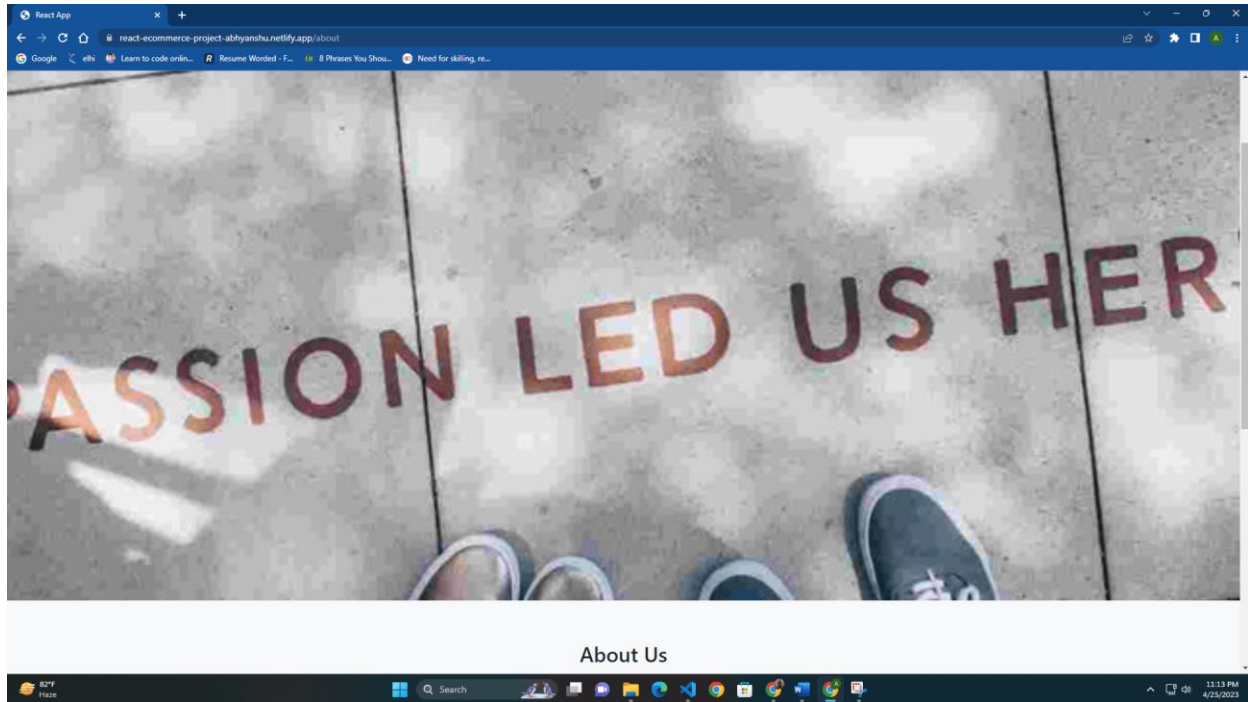 React App
react-ecommerce-project-abhyanshu.netlify.app/about
Google
elhi
Learn to code onlin...
Resume Worded - F...
8 Phrases You Shou...
Need for skilling, re...
PASSION LED US HER
About Us
82°F
Haze
Search
11:13 PM
4/25/2023